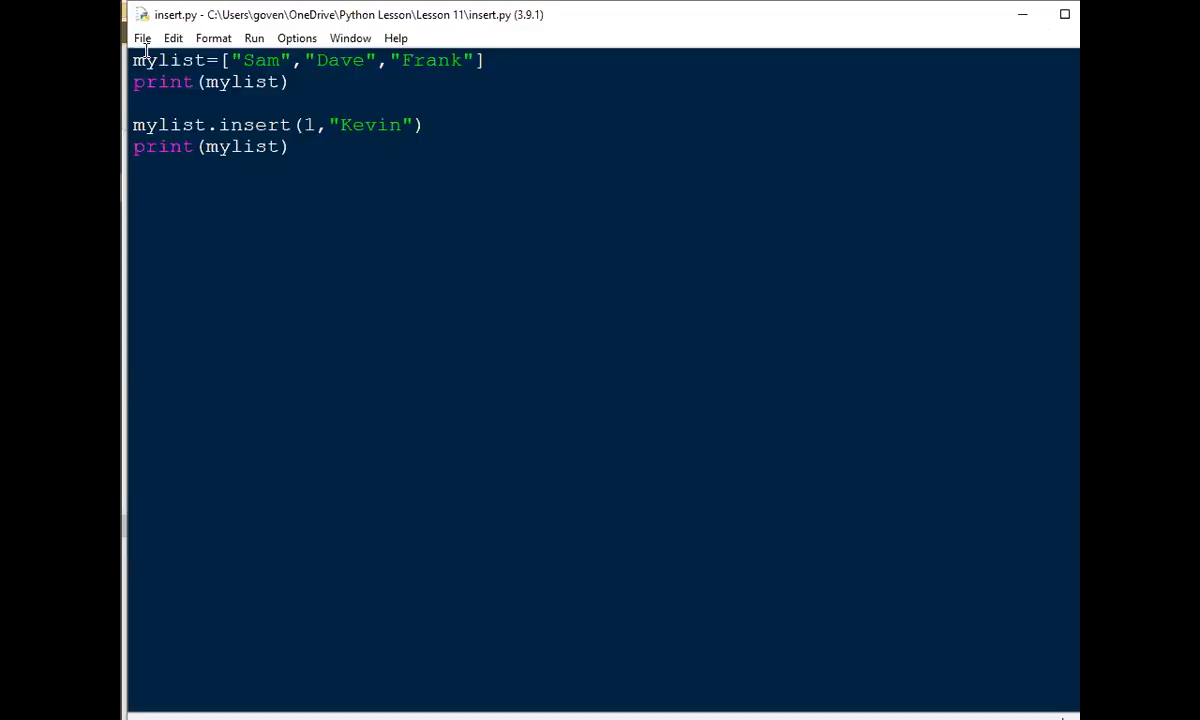 insert.py - C:\Users\goven\OneDrive\Python Lesson\Lesson 11\insert.py (3.9.1)
File Edit Format Run Options Window Help
mylist=["Sam","Dave","Frank"]
print(mylist)
mylist.insert(1,"Kevin")
print(mylist)